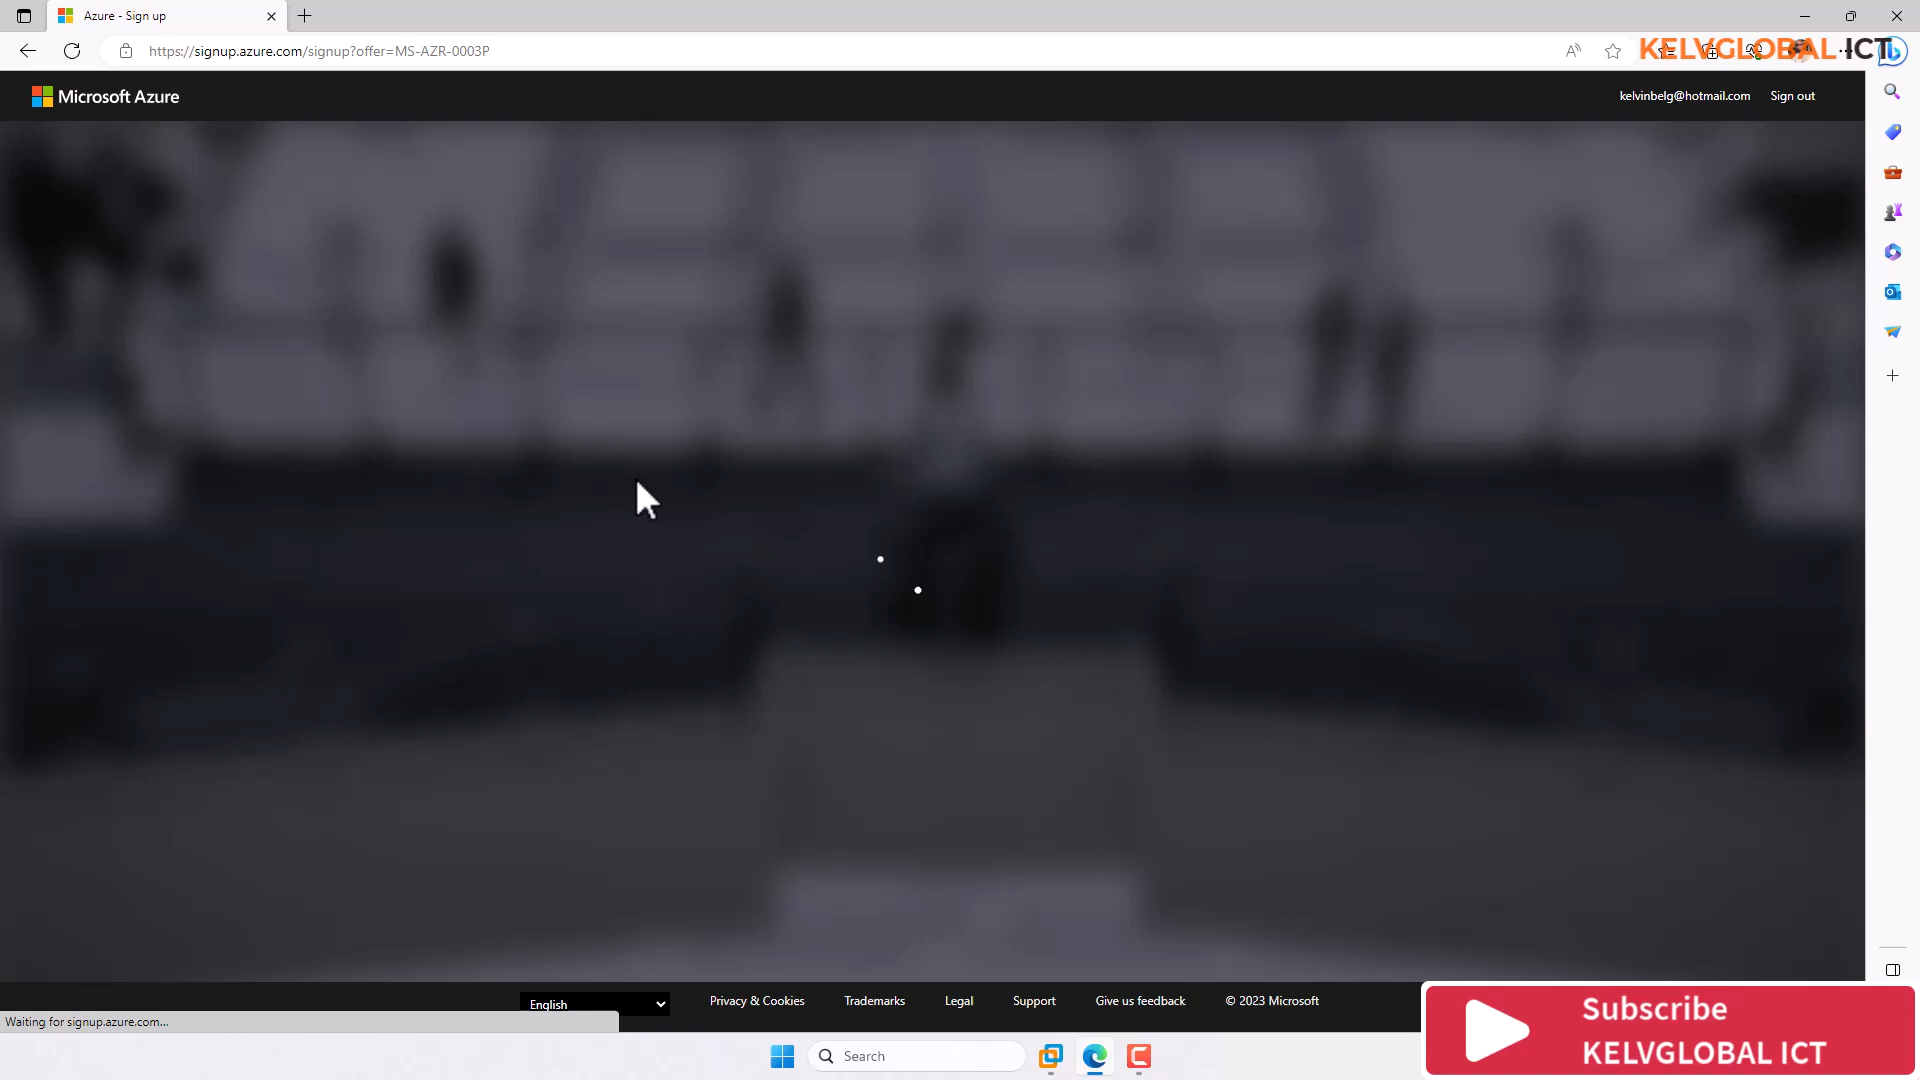 Azure - Sign up
https://signup.azure.com/signup?offer=MS-AZR-0003P
KELVGLOBAL ICT
Microsoft Azure
kelvinbelg@hotmail.com
Sign out
English
Privacy & Cookies
Trademarks
Legal
Support
Give us feedback
© 2023 Microsoft
Waiting for signup.azure.com...
Search
Subscribe
KELVGLOBAL ICT